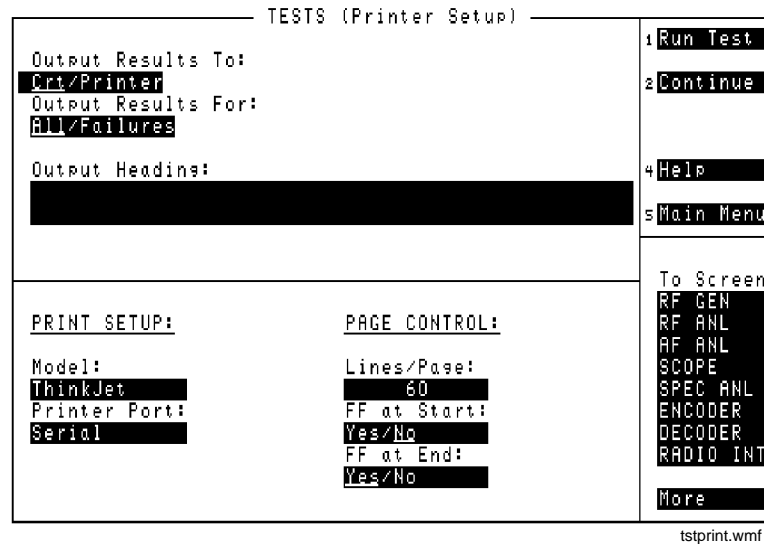 TESTS (Printer Setup)
Output Results To:
Crt/Printer
Output Results For:
All/Failures
Output Heading:
PRINT SETUP:
Model:
ThinkJet
Printer Port:
Serial
PAGE CONTROL:
Lines/Page:
60
FF at Start:
Yes/No
FF at End:
Yes/No
1 Run Test
2 Continue
4 Help
5 Main Menu
To Screen
RF GEN
RF ANL
AF ANL
SCOPE
SPEC ANL
ENCODER
DECODER
RADIO INT
More
tstprint.wmf